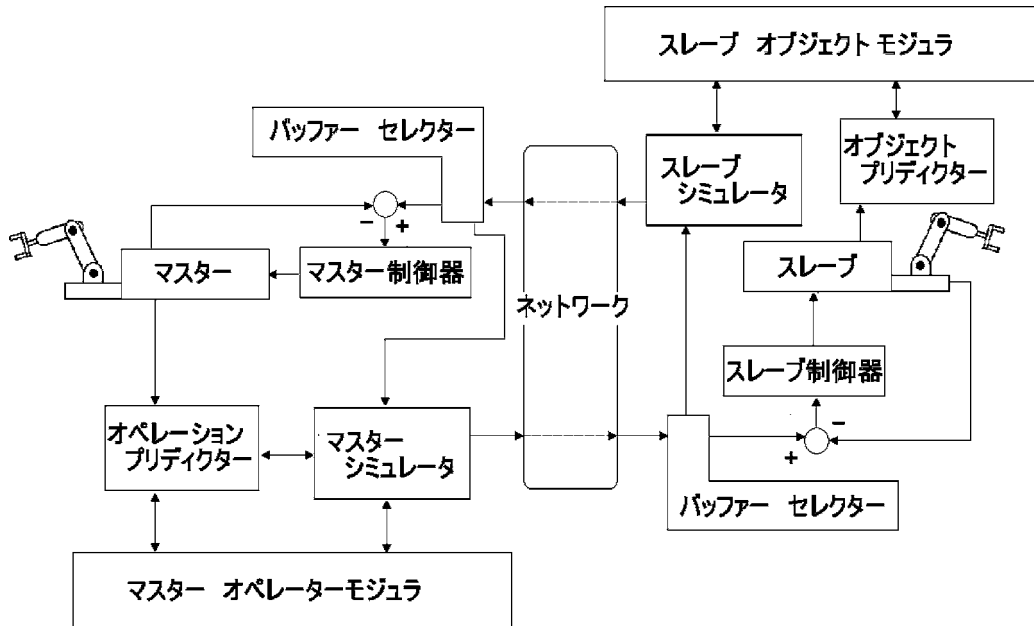 スレーブ オブジェクト モジュラ
バッファー セレクター
スレーブ
シミュレータ
オブジェクト
プリディクター
− +
マスター
マスター制御器
スレーブ
ネットワーク
スレーブ制御器
オペレーション
プリディクター
マスター
シミュレータ
−
+
バッファー セレクター
マスター オペレーターモジュラ